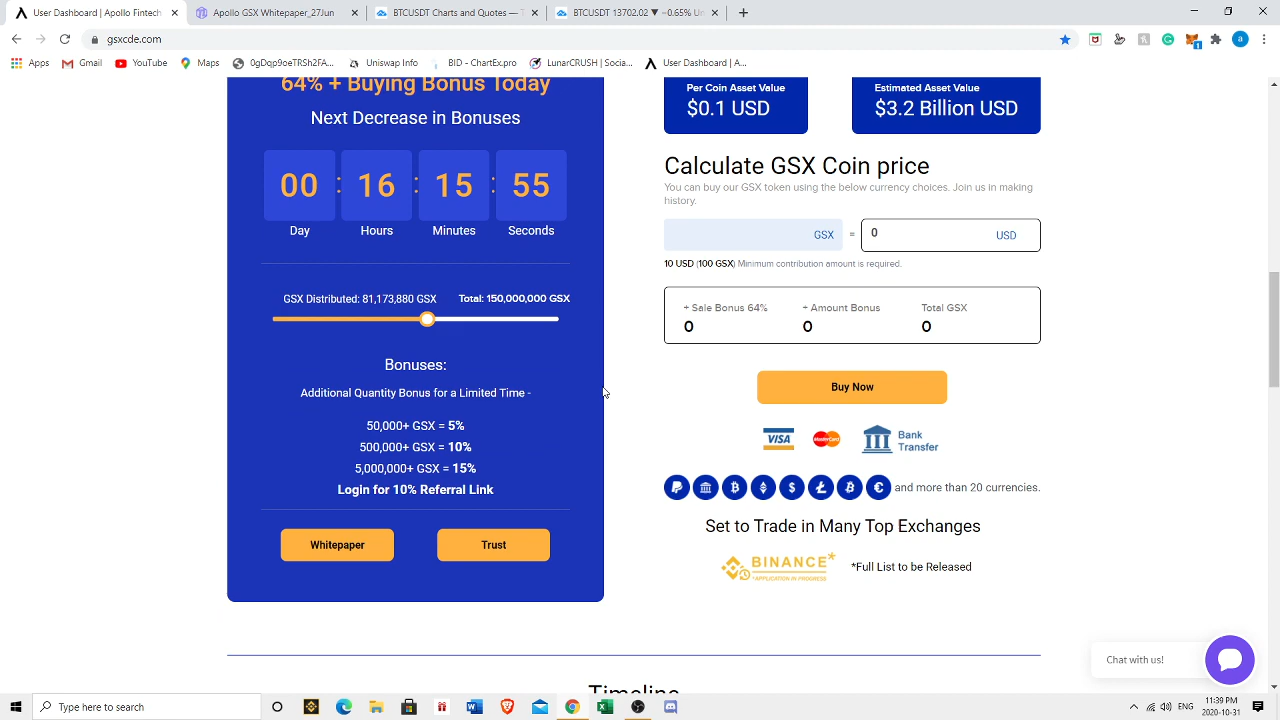 User Dashboard | Apollo Fintech
Apollo GSX Whitepaper_27Jun
BTCUSDT Charts and Quotes — T
BTCUSDT 13702.02 ▼ −0.65% Un
gsxcde.com
Apps
Gmail
YouTube
Maps
0gDqp9neTRSh2FA...
Uniswap Info
BID - ChartEx.pro
LunarCRUSH | Socia...
User Dashboard | A...
64% + Buying Bonus Today
Next Decrease in Bonuses
00 : 16 : 15 : 55
Day Hours Minutes Seconds
GSX Distributed: 81,173,880 GSX Total: 150,000,000 GSX
Bonuses:
Additional Quantity Bonus for a Limited Time -
50,000+ GSX = 5%
500,000+ GSX = 10%
5,000,000+ GSX = 15%
Login for 10% Referral Link
Whitepaper
Trust
Per Coin Asset Value
$0.1 USD
Estimated Asset Value
$3.2 Billion USD
Calculate GSX Coin price
You can buy our GSX token using the below currency choices. Join us in making
history.
GSX = 0 USD
10 USD (100 GSX) Minimum contribution amount is required.
+ Sale Bonus 64% + Amount Bonus Total GSX
0 0 0
Buy Now
VISA MasterCard Bank
Transfer
and more than 20 currencies.
Set to Trade in Many Top Exchanges
BINANCE*
*APPLICATION IN PROGRESS
*Full List to be Released
Timeline
Chat with us!
Type here to search
ENG
11:39 PM
2020-10-31